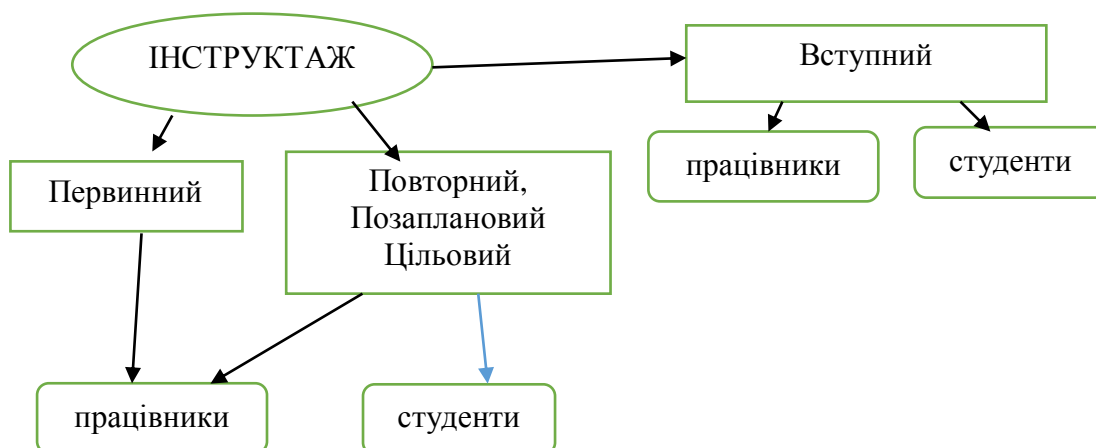 ІНСТРУКТАЖ
Вступний
працівники
студенти
Первинний
Повторний,
Позаплановий
Цільовий
працівники
студенти